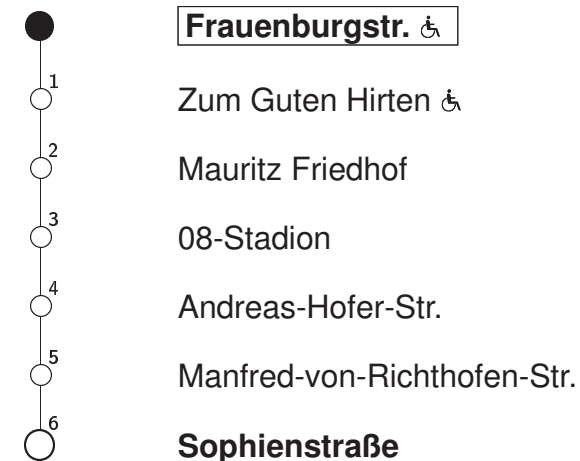 Frauenburgstr.
1 Zum Guten Hirten
2 Mauritz Friedhof
3 08-Stadion
4 Andreas-Hofer-Str.
5 Manfred-von-Richthofen-Str.
6 Sophienstraße